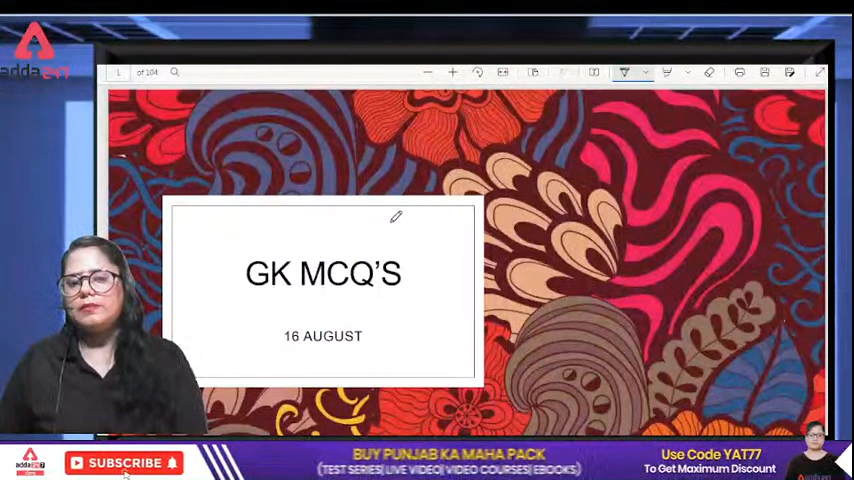 adda247
1 of 104
GK MCQ'S
16 AUGUST
adda247
SUBSCRIBE
BUY PUNJAB KA MAHA PACK
(TEST SERIES| LIVE VIDEO| VIDEO COURSES| EBOOKS)
Use Code YAT77
To Get Maximum Discount